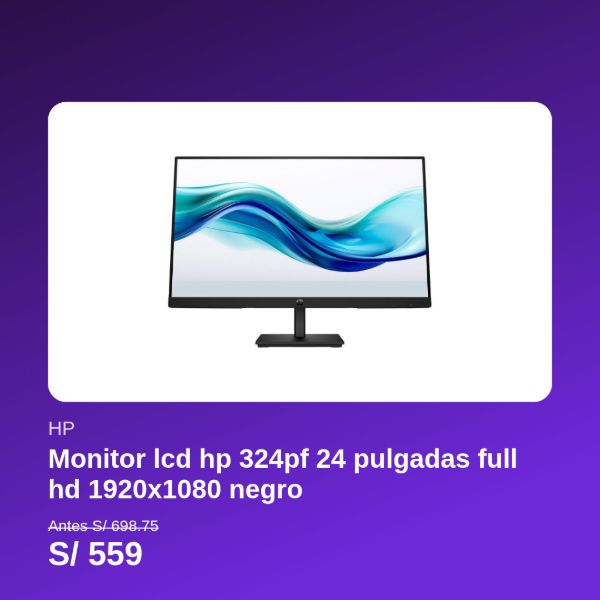 HP
Monitor lcd hp 324pf 24 pulgadas full
hd 1920x1080 negro
Antes S/ 698.75
S/ 559